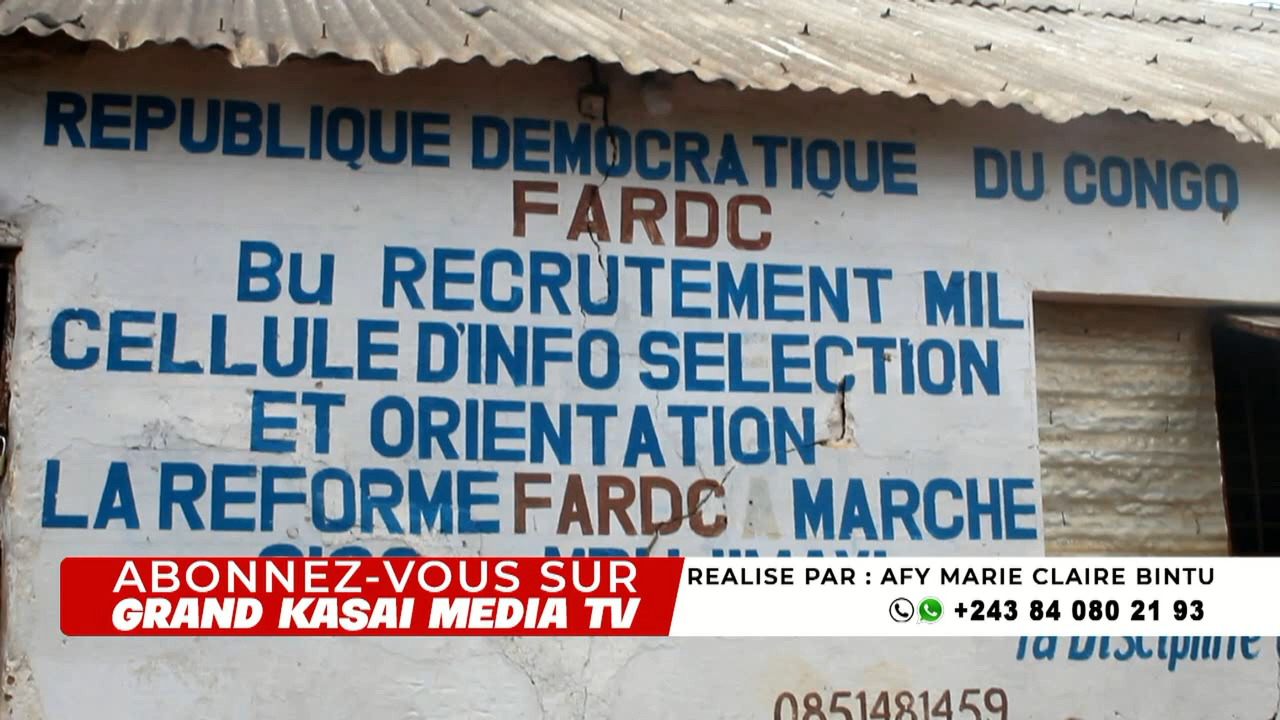 REPUBLIQUE DEMOCRATIQUE DU CONGO
FARDC
Bu RECRUTEMENT MIL
CELLULE D'INFO SELECTION
ET ORIENTATION
LA REFORME FARDC A MARCHE
ABONNEZ-VOUS SUR
GRAND KASAI MEDIA TV
REALISE PAR : AFY MARIE CLAIRE BINTU
+243 84 080 21 93
la Discipline
0851481459